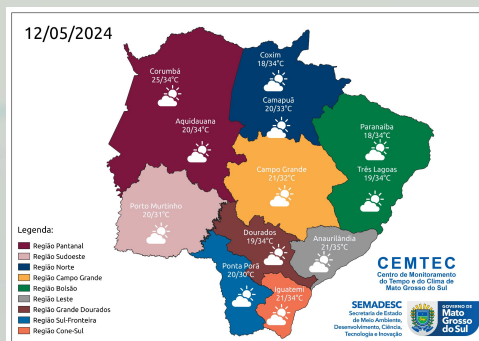 12/05/2024
Corumbá
25/34°C
Aquidauana
20/34°C
Coxim
18/34°C
Camapuã
20/33°C
Paranaíba
18/34°C
Três Lagoas
19/34°C
Campo Grande
21/32°C
Porto Murtinho
20/31°C
Dourados
19/34°C
Anaurilândia
21/35°C
Ponta Porã
20/30°C
Iguatemi
21/34°C
Legenda:
Região Pantanal
Região Sudoeste
Região Norte
Região Campo Grande
Região Bolsão
Região Leste
Região Grande Dourados
Região Sul-Fronteira
Região Cone-Sul
CEMTEC
Centro de Monitoramento
do Tempo e do Clima de
Mato Grosso do Sul
SEMADESC
Secretaria de Estado
de Meio Ambiente,
Desenvolvimento, Ciência,
Tecnologia e Inovação
GOVERNO DE
Mato
Grosso
do Sul